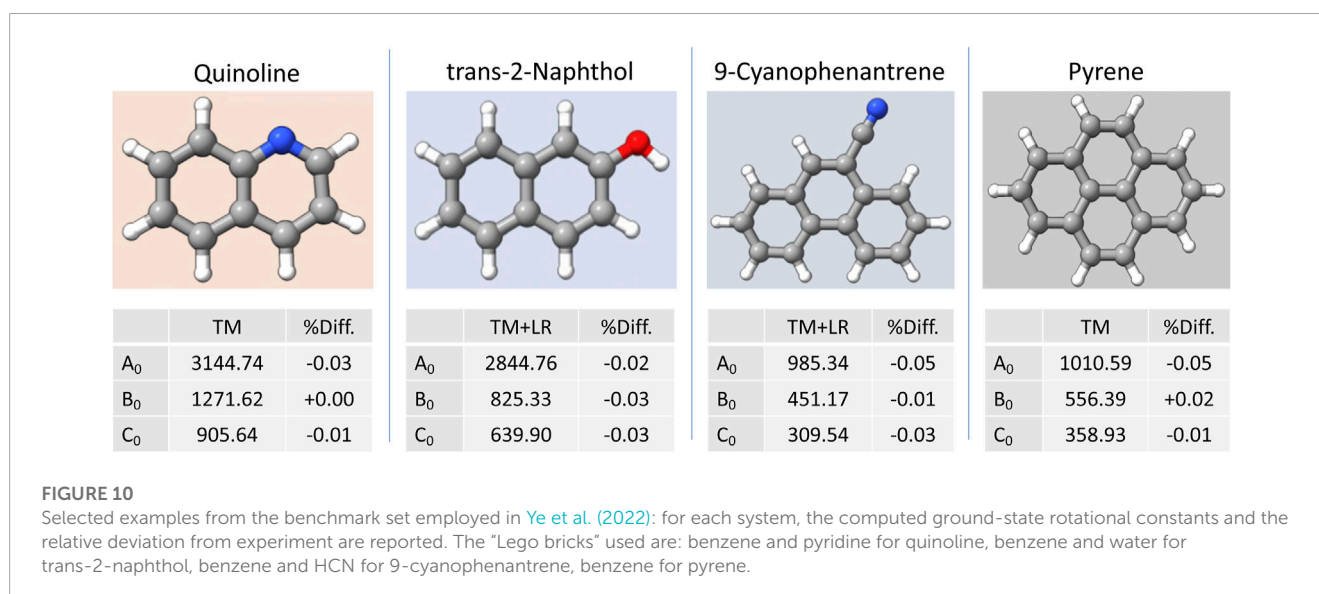 Quinoline
trans-2-Naphthol
9-Cyanophenantrene
Pyrene
TM %Diff.
A₀ 3144.74 -0.03
B₀ 1271.62 +0.00
C₀ 905.64 -0.01
TM+LR %Diff.
A₀ 2844.76 -0.02
B₀ 825.33 -0.03
C₀ 639.90 -0.03
TM+LR %Diff.
A₀ 985.34 -0.05
B₀ 451.17 -0.01
C₀ 309.54 -0.03
TM %Diff.
A₀ 1010.59 -0.05
B₀ 556.39 +0.02
C₀ 358.93 -0.01
FIGURE 10
Selected examples from the benchmark set employed in Ye et al. (2022): for each system, the computed ground-state rotational constants and the
relative deviation from experiment are reported. The “Lego bricks” used are: benzene and pyridine for quinoline, benzene and water for
trans-2-naphthol, benzene and HCN for 9-cyanophenantrene, benzene for pyrene.